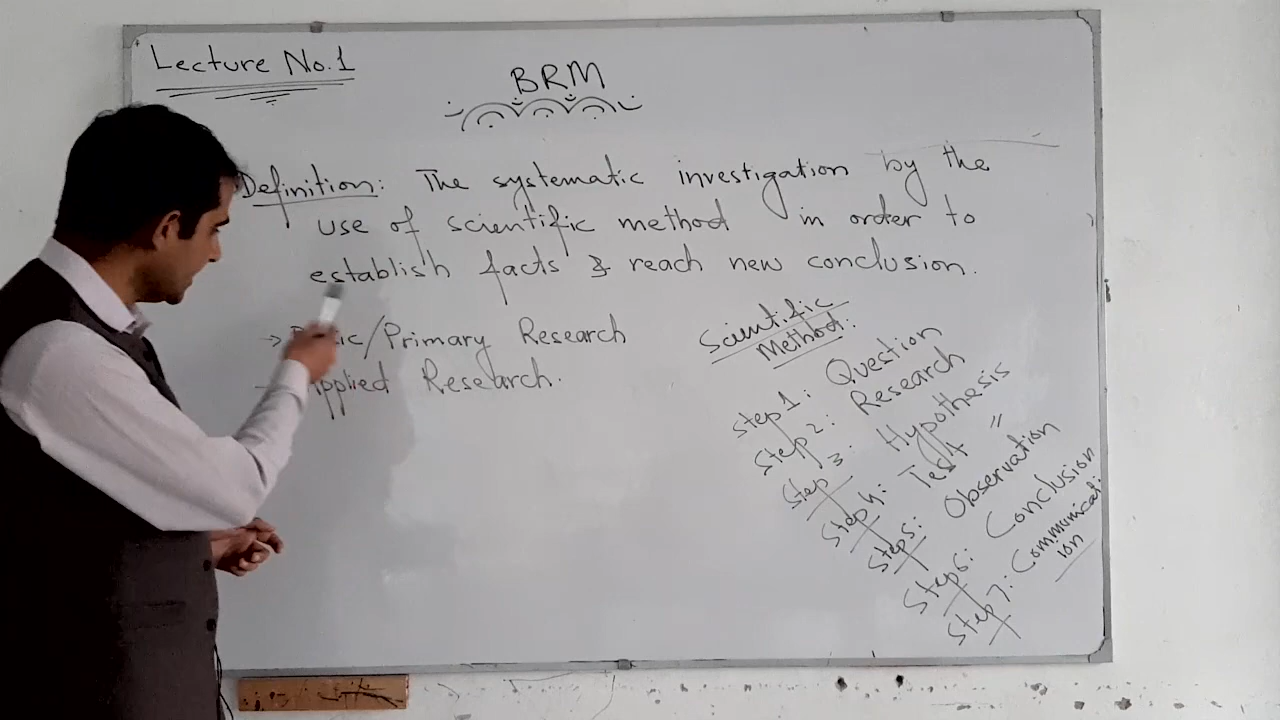 Lecture No.1
BRM
Definition: The systematic investigation by the
use of scientific method in order to
establish facts & reach new conclusion.
/Primary Research
Applied Research.
Scientific
Method:
Step 1: Question
Step 2: Research
Step 3: Hypothesis
Step 4: Test "
Step 5: Observation
Step 6: Conclusion
Step 7: Communicati
ion